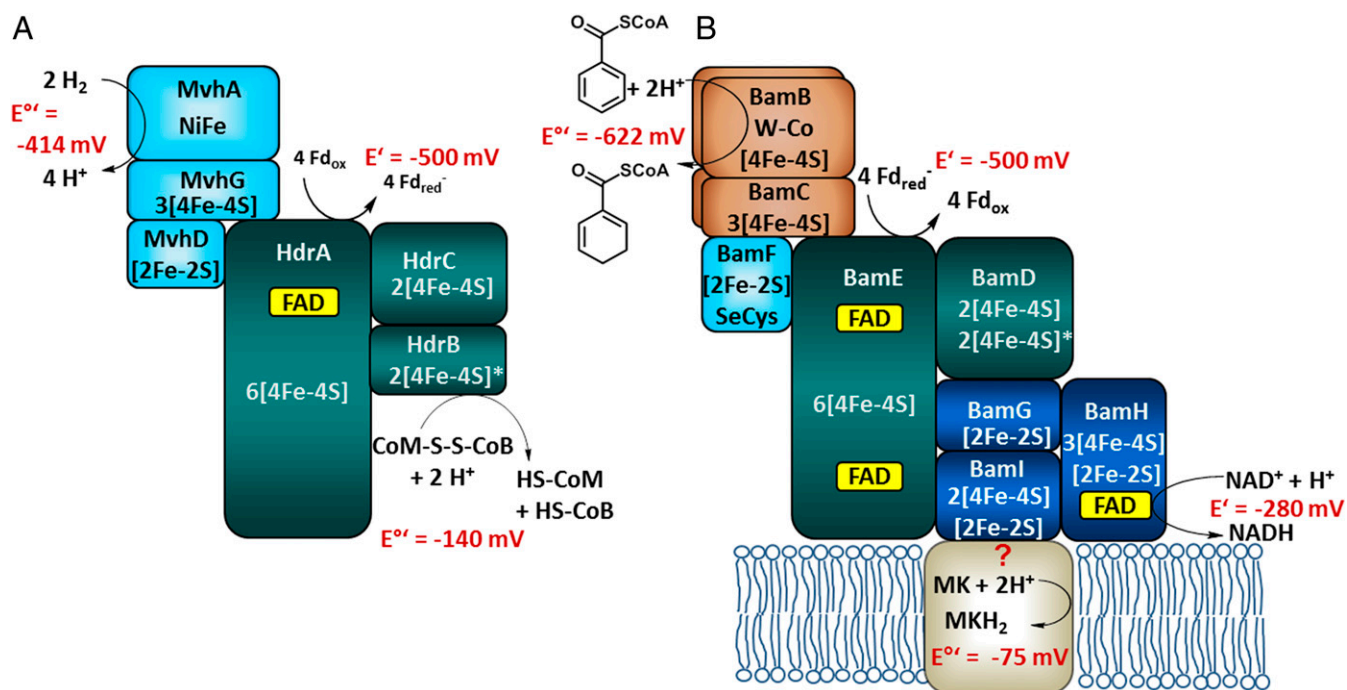 A
2 H₂
E°‘ =
-414 mV
4 H⁺
MvhA
NiFe
MvhG
3[4Fe-4S]
MvhD
[2Fe-2S]
4 Fdox
E‘ = -500 mV
4 Fdred⁻
HdrA
FAD
6[4Fe-4S]
HdrC
2[4Fe-4S]
HdrB
2[4Fe-4S]*
CoM-S-S-CoB
+ 2 H⁺
HS-CoM
+ HS-CoB
E°‘ = -140 mV
B
O SCoA
+ 2H⁺
E°‘ = -622 mV
O SCoA
BamB
W-Co
[4Fe-4S]
BamC
3[4Fe-4S]
BamF
[2Fe-2S]
SeCys
4 Fdred⁻
E‘ = -500 mV
4 Fdox
BamE
FAD
6[4Fe-4S]
FAD
BamD
2[4Fe-4S]
2[4Fe-4S]*
BamG
[2Fe-2S]
BamI
2[4Fe-4S]
[2Fe-2S]
BamH
3[4Fe-4S]
[2Fe-2S]
FAD
NAD⁺ + H⁺
E‘ = -280 mV
NADH
?
MK + 2H⁺
MKH₂
E°‘ = -75 mV